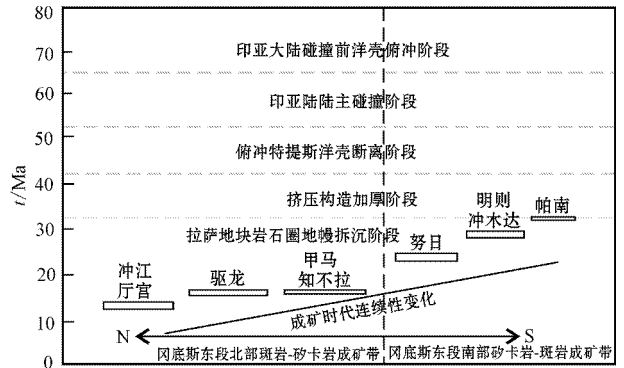 80
70
60
50
40
30
20
10
0
t/Ma
印亚大陆碰撞前洋壳俯冲阶段
印亚陆陆主碰撞阶段
俯冲特提斯洋壳断离阶段
挤压构造加厚阶段
拉萨地块岩石圈地幔拆沉阶段
明则
冲木达
帕南
努日
甲马
知不拉
驱龙
冲江
厅宫
成矿时代连续性变化
N
S
冈底斯东段北部斑岩-矽卡岩成矿带
冈底斯东段南部矽卡岩-斑岩成矿带